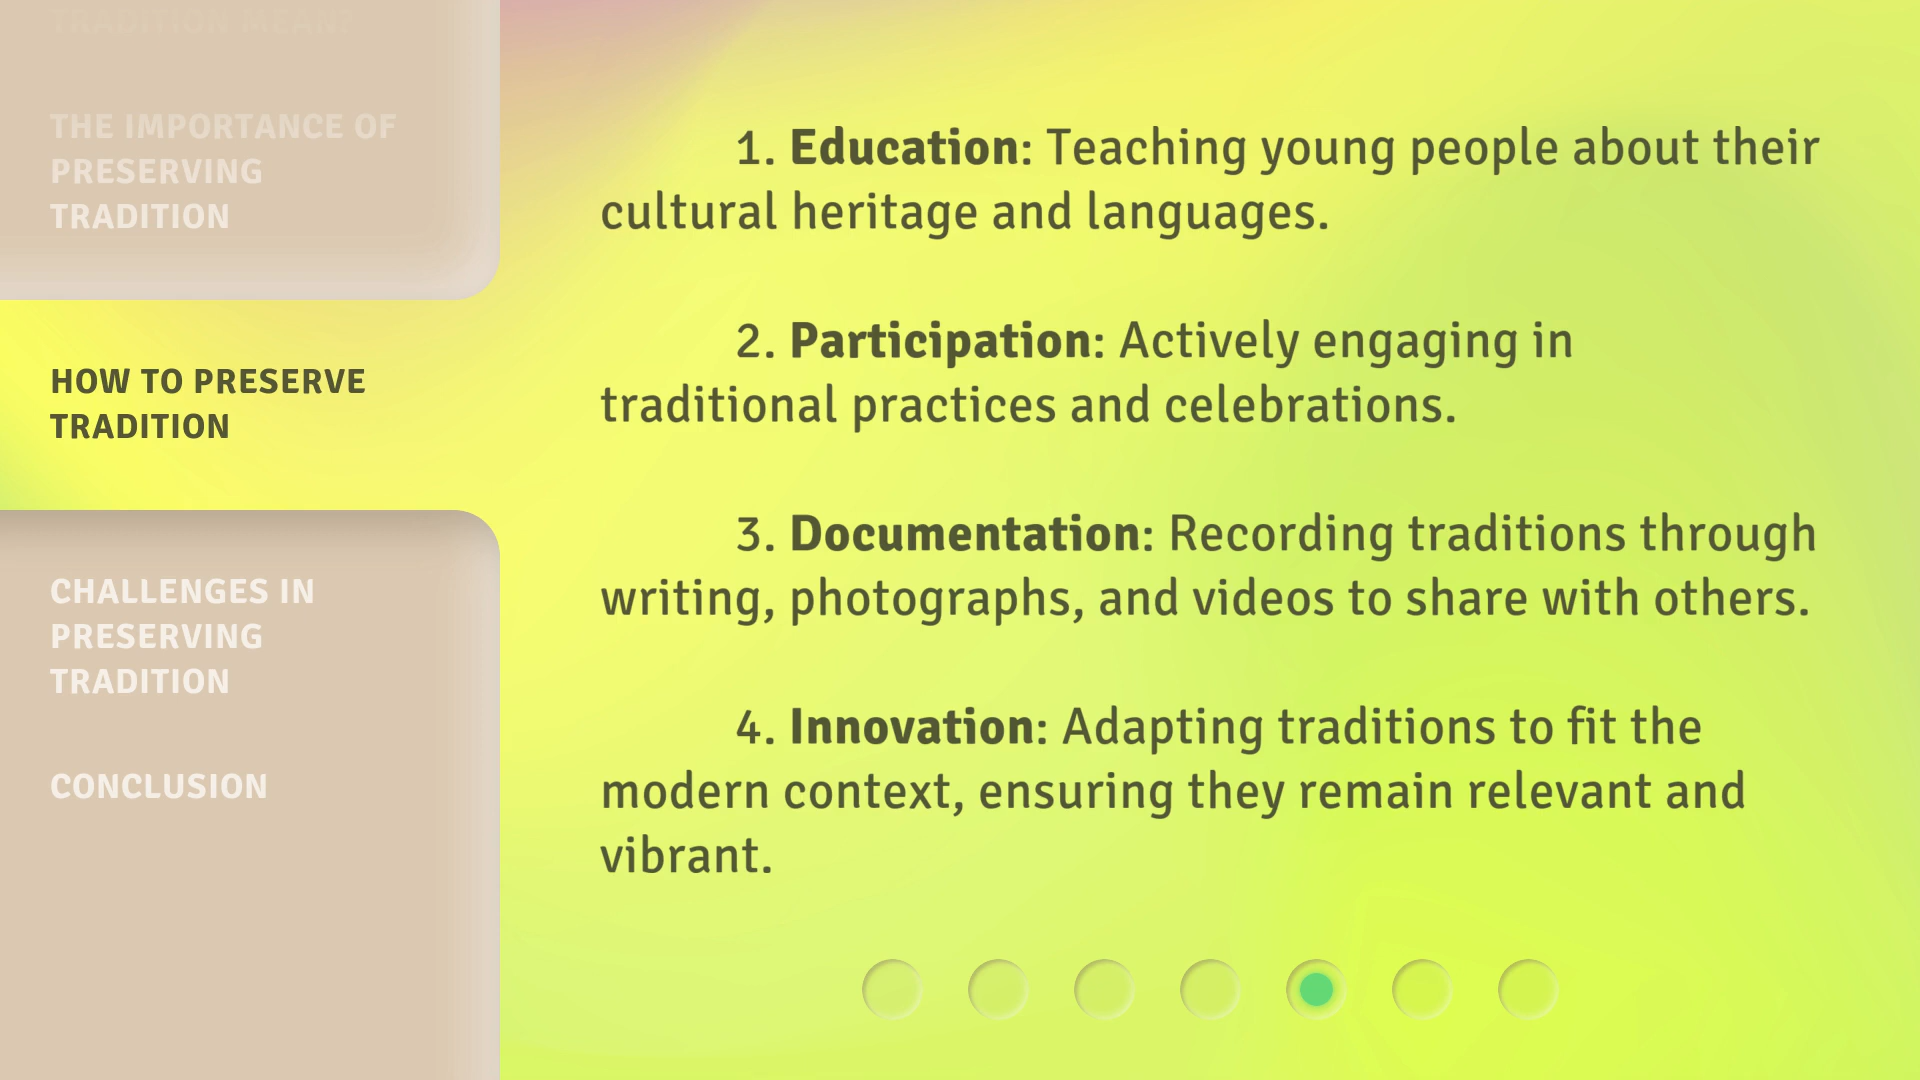 TRADITION MEAN?
THE IMPORTANCE OF
PRESERVING
TRADITION
HOW TO PRESERVE
TRADITION
CHALLENGES IN
PRESERVING
TRADITION
CONCLUSION
1. Education: Teaching young people about their
cultural heritage and languages.
2. Participation: Actively engaging in
traditional practices and celebrations.
3. Documentation: Recording traditions through
writing, photographs, and videos to share with others.
4. Innovation: Adapting traditions to fit the
modern context, ensuring they remain relevant and
vibrant.